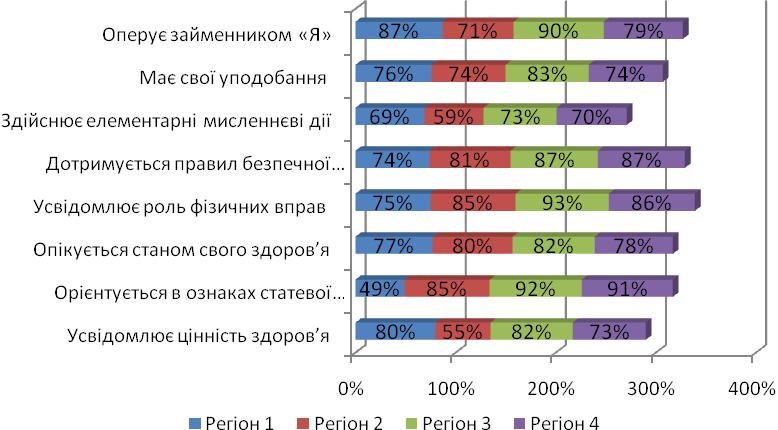 Оперує займенником «Я» 87% 71% 90% 79%
Має свої уподобання 76% 74% 83% 74%
Здійснює елементарні мисленнєві дії 69% 59% 73% 70%
Дотримується правил безпечної… 74% 81% 87% 87%
Усвідомлює роль фізичних вправ 75% 85% 93% 86%
Опікується станом свого здоров’я 77% 80% 82% 78%
Орієнтується в ознаках статевої… 49% 85% 92% 91%
Усвідомлює цінність здоров’я 80% 55% 82% 73%
0% 100% 200% 300% 400%
Регіон 1 Регіон 2 Регіон 3 Регіон 4